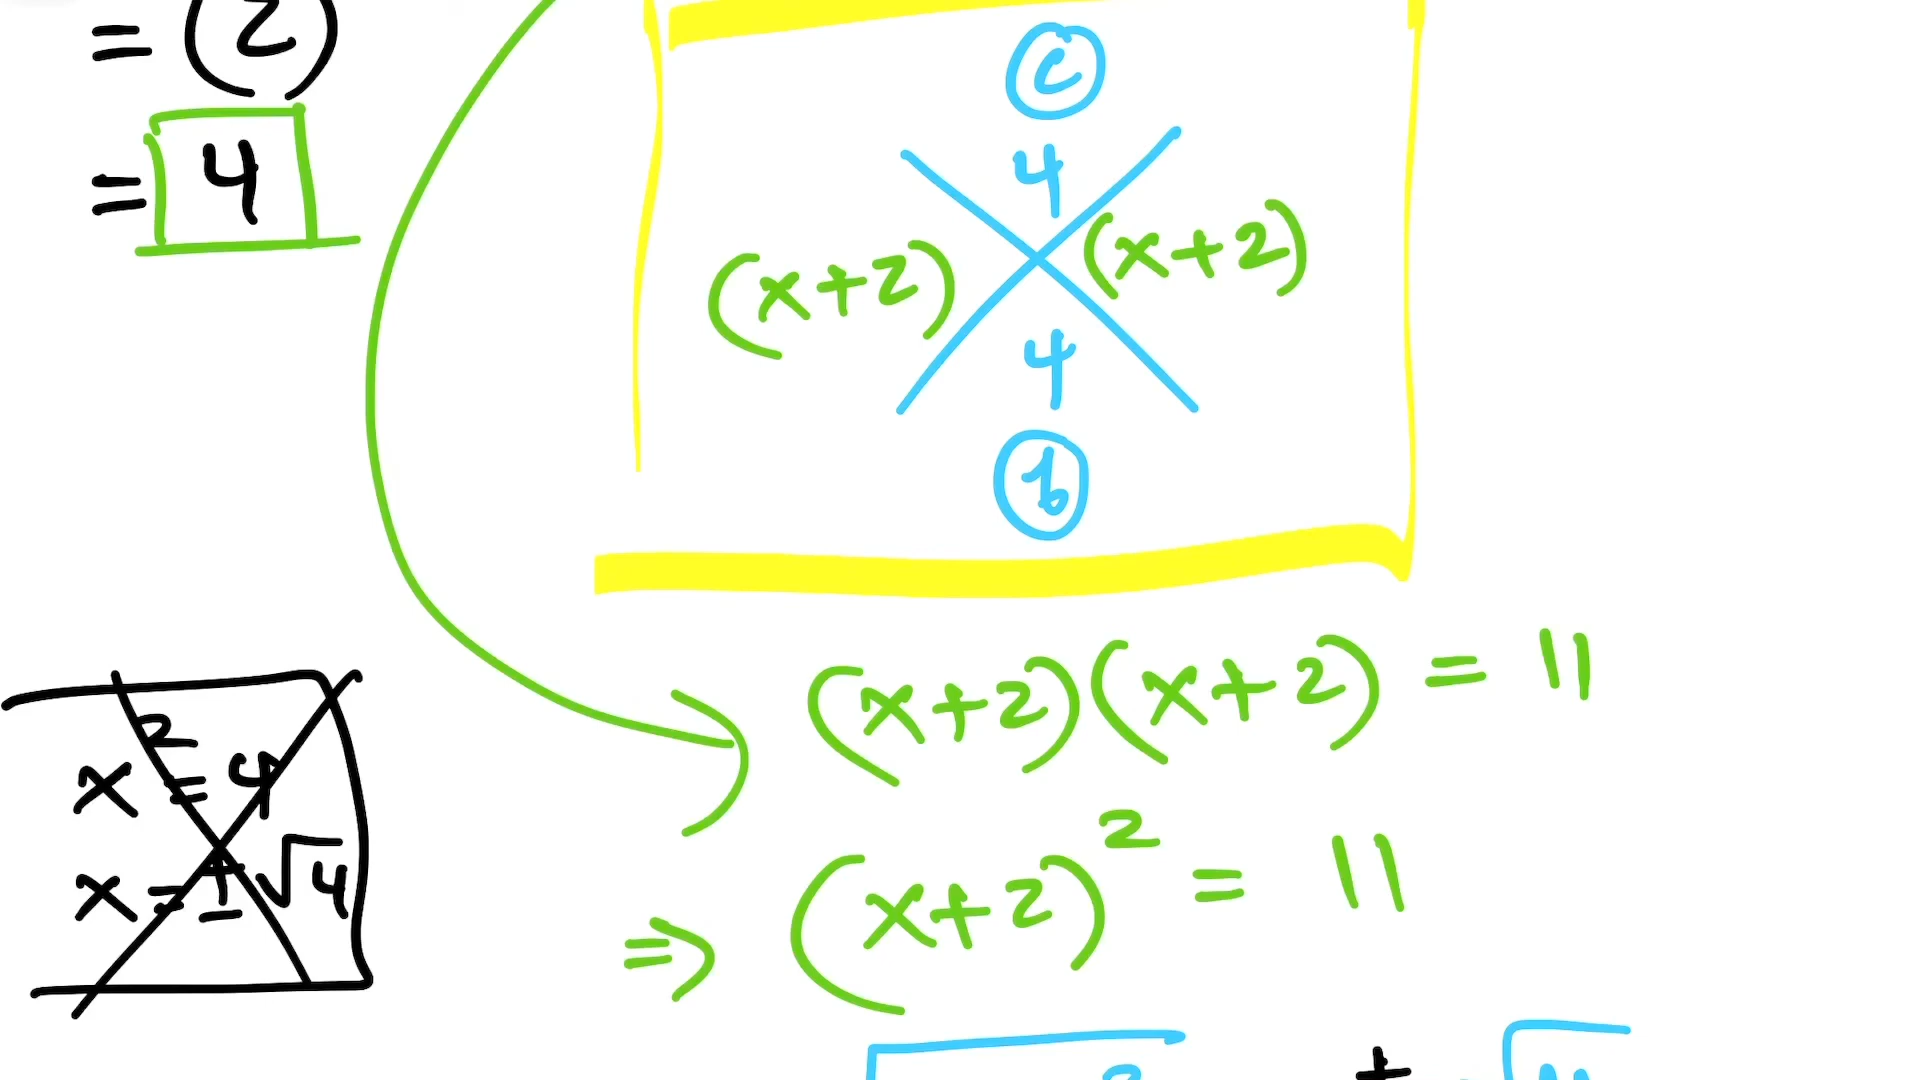 = (2)
= 4
c
4
(x+2) (x+2)
4
b
(x+2)(x+2) = 11
⇒ (x+2)² = 11
x² = 4
x = ±√4